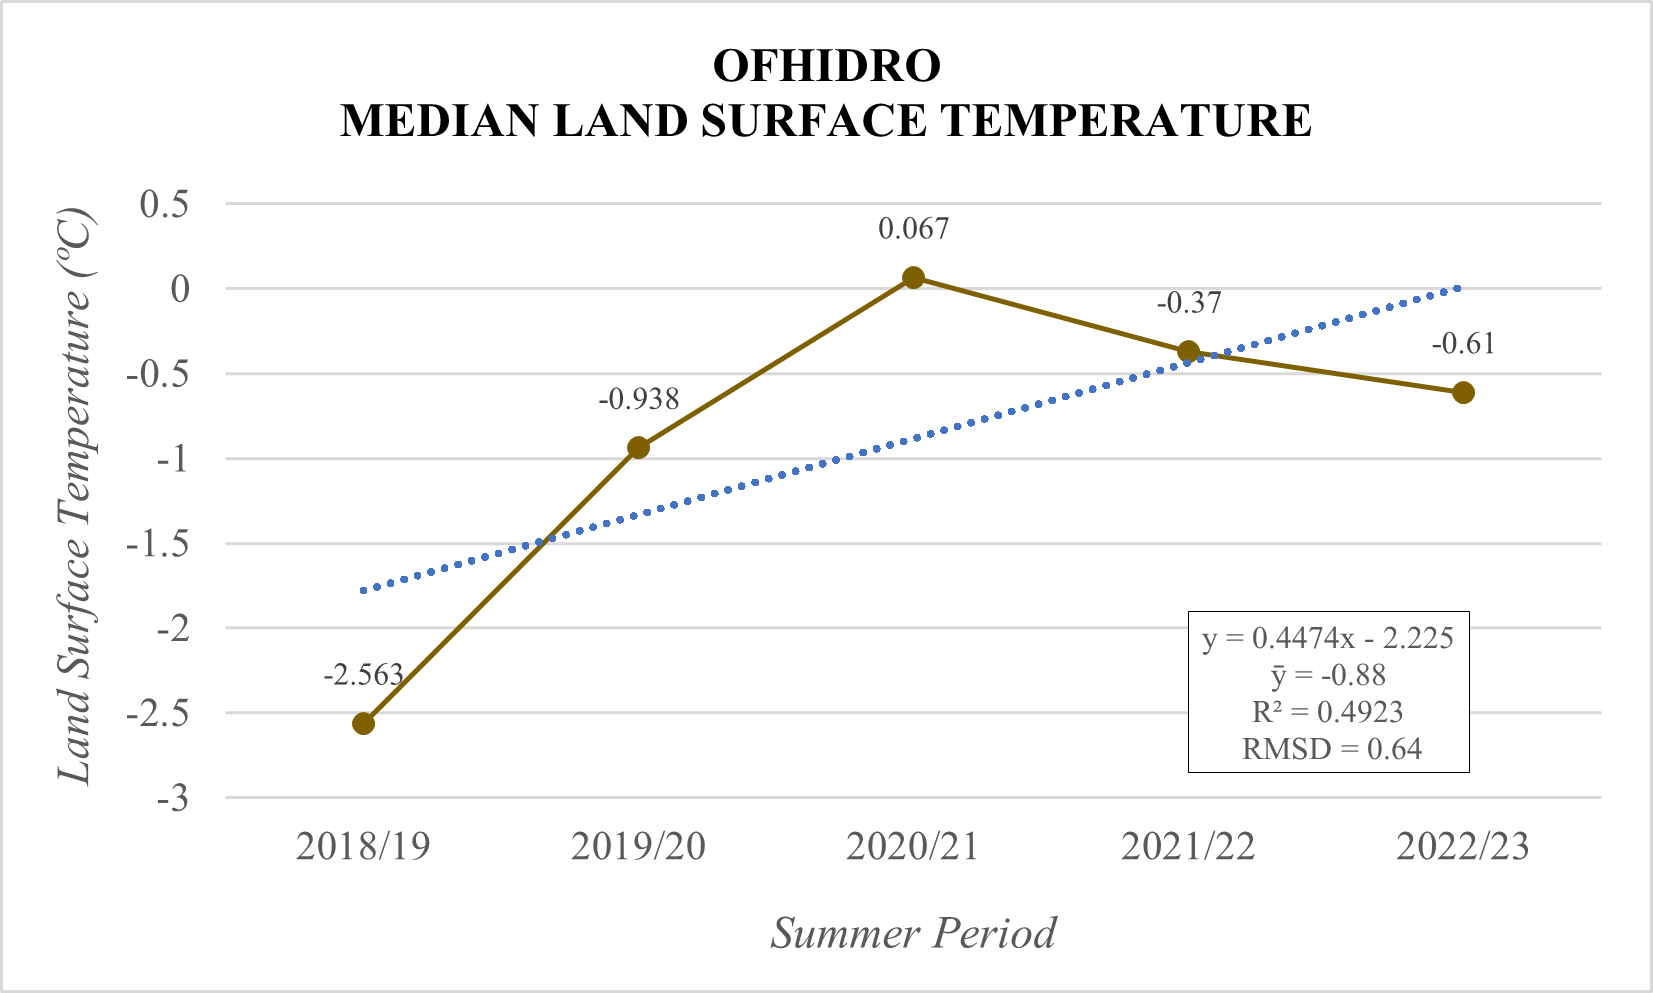 OFHIDRO
MEDIAN LAND SURFACE TEMPERATURE
Land Surface Temperature (ºC)
0.5
0
-0.5
-1
-1.5
-2
-2.5
-3
-2.563
-0.938
0.067
-0.37
-0.61
y = 0.4474x - 2.225
ȳ = -0.88
R² = 0.4923
RMSD = 0.64
2018/19
2019/20
2020/21
2021/22
2022/23
Summer Period